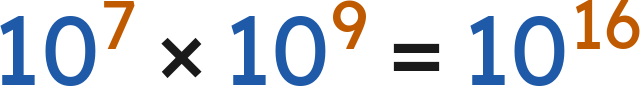 10⁷ × 10⁹ = 10¹⁶